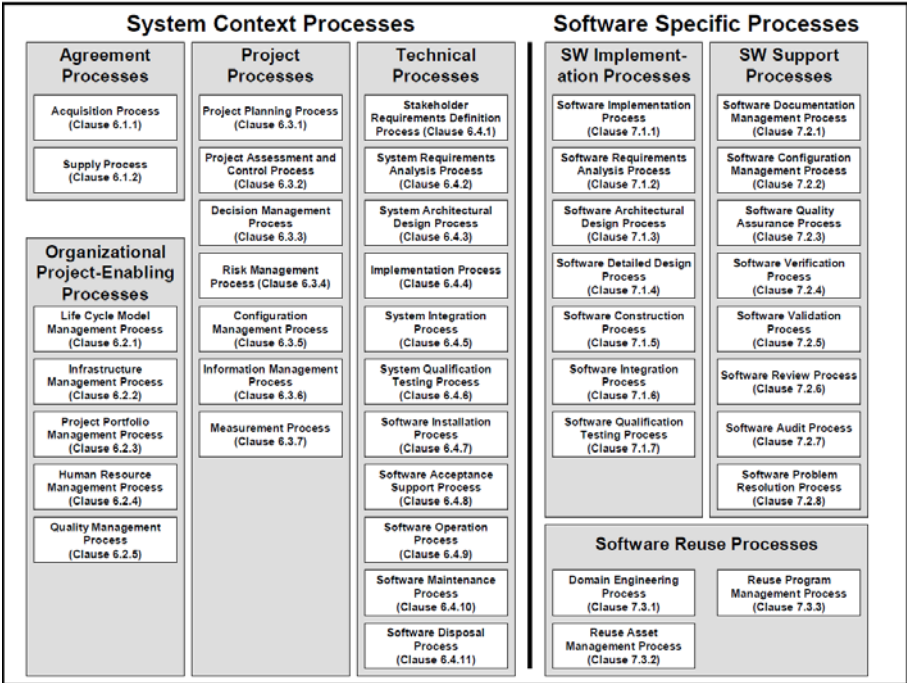 System Context Processes
Agreement
Processes
Acquisition Process
(Clause 6.1.1)
Supply Process
(Clause 6.1.2)
Organizational
Project-Enabling
Processes
Life Cycle Model
Management Process
(Clause 6.2.1)
Infrastructure
Management Process
(Clause 6.2.2)
Project Portfolio
Management Process
(Clause 6.2.3)
Human Resource
Management Process
(Clause 6.2.4)
Quality Management
Process
(Clause 6.2.5)
Project
Processes
Project Planning Process
(Clause 6.3.1)
Project Assessment and
Control Process
(Clause 6.3.2)
Decision Management
Process
(Clause 6.3.3)
Risk Management
Process (Clause 6.3.4)
Configuration
Management Process
(Clause 6.3.5)
Information Management
Process
(Clause 6.3.6)
Measurement Process
(Clause 6.3.7)
Technical
Processes
Stakeholder
Requirements Definition
Process (Clause 6.4.1)
System Requirements
Analysis Process
(Clause 6.4.2)
System Architectural
Design Process
(Clause 6.4.3)
Implementation Process
(Clause 6.4.4)
System Integration
Process
(Clause 6.4.5)
System Qualification
Testing Process
(Clause 6.4.6)
Software Installation
Process
(Clause 6.4.7)
Software Acceptance
Support Process
(Clause 6.4.8)
Software Operation
Process
(Clause 6.4.9)
Software Maintenance
Process
(Clause 6.4.10)
Software Disposal
Process
(Clause 6.4.11)
Software Specific Processes
SW Implement-
ation Processes
Software Implementation
Process
(Clause 7.1.1)
Software Requirements
Analysis Process
(Clause 7.1.2)
Software Architectural
Design Process
(Clause 7.1.3)
Software Detailed Design
Process
(Clause 7.1.4)
Software Construction
Process
(Clause 7.1.5)
Software Integration
Process
(Clause 7.1.6)
Software Qualification
Testing Process
(Clause 7.1.7)
SW Support
Processes
Software Documentation
Management Process
(Clause 7.2.1)
Software Configuration
Management Process
(Clause 7.2.2)
Software Quality
Assurance Process
(Clause 7.2.3)
Software Verification
Process
(Clause 7.2.4)
Software Validation
Process
(Clause 7.2.5)
Software Review Process
(Clause 7.2.6)
Software Audit Process
(Clause 7.2.7)
Software Problem
Resolution Process
(Clause 7.2.8)
Software Reuse Processes
Domain Engineering
Process
(Clause 7.3.1)
Reuse Asset
Management Process
(Clause 7.3.2)
Reuse Program
Management Process
(Clause 7.3.3)